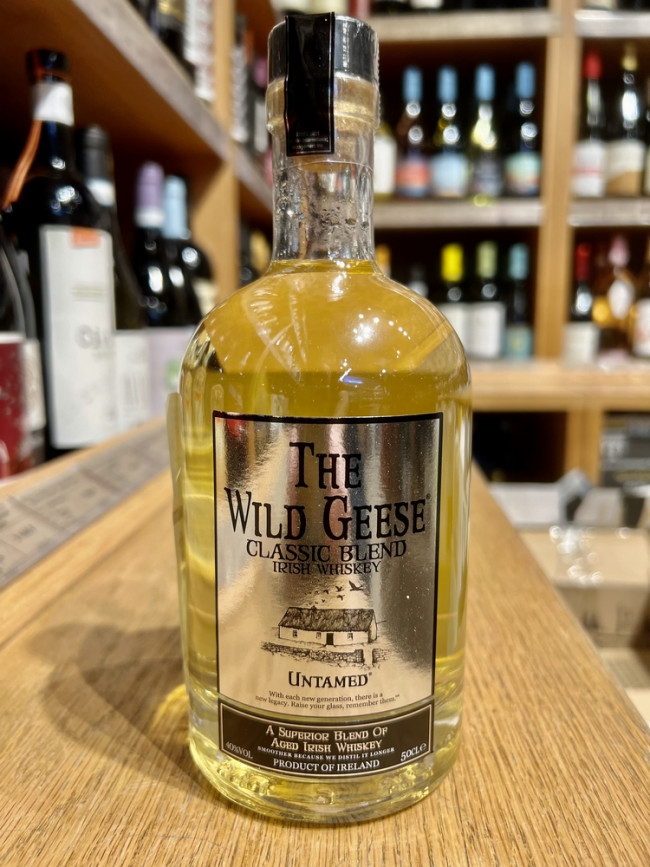 THE
WILD GEESE®
CLASSIC BLEND
IRISH WHISKEY
UNTAMED®
With each new generation, there is a
new legacy. Raise your glass, remember them.™
A SUPERIOR BLEND OF
AGED IRISH WHISKEY
40%VOL
SMOOTHER BECAUSE WE DISTIL IT LONGER
50CLe
PRODUCT OF IRELAND